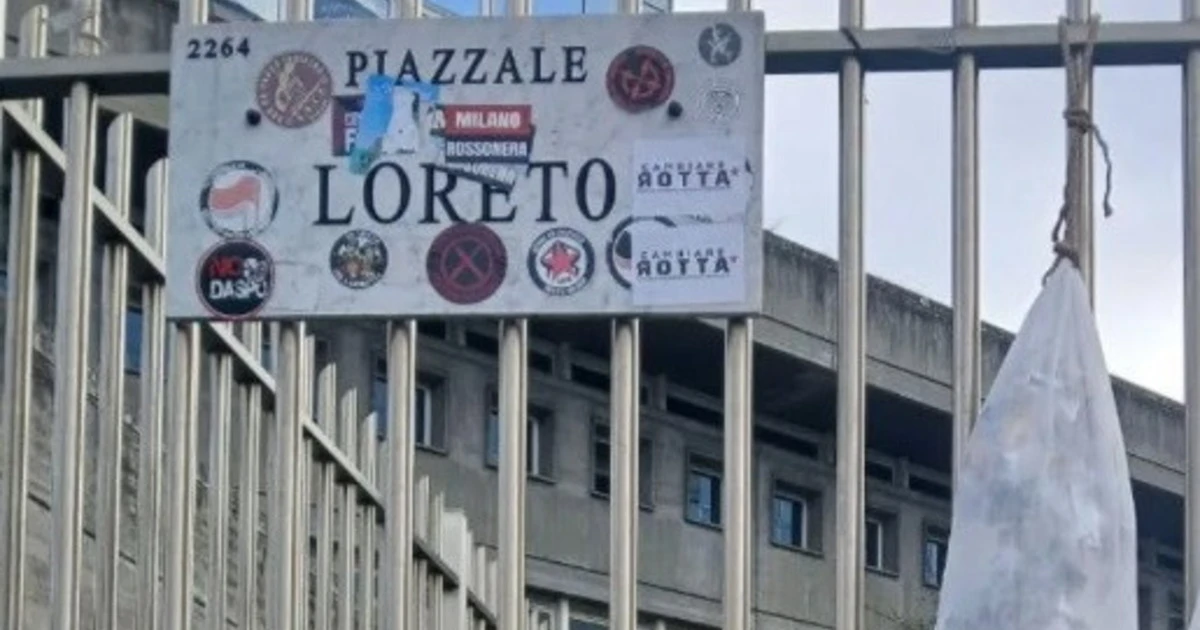 2264
PIAZZALE
MILANO
ROSSONERA
LORETO
CAMBIARE
ROTTA
CAMBIARE
ROTTA
NO
DASPO